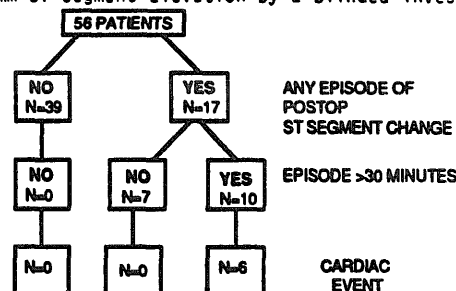 56 PATIENTS
NO YES ANY EPISODE OF
N=39 N=17 POSTOP
ST SEGMENT CHANGE
NO NO YES EPISODE >30 MINUTES
N=0 N=7 N=10
N=0 N=0 N=6 CARDIAC
EVENT